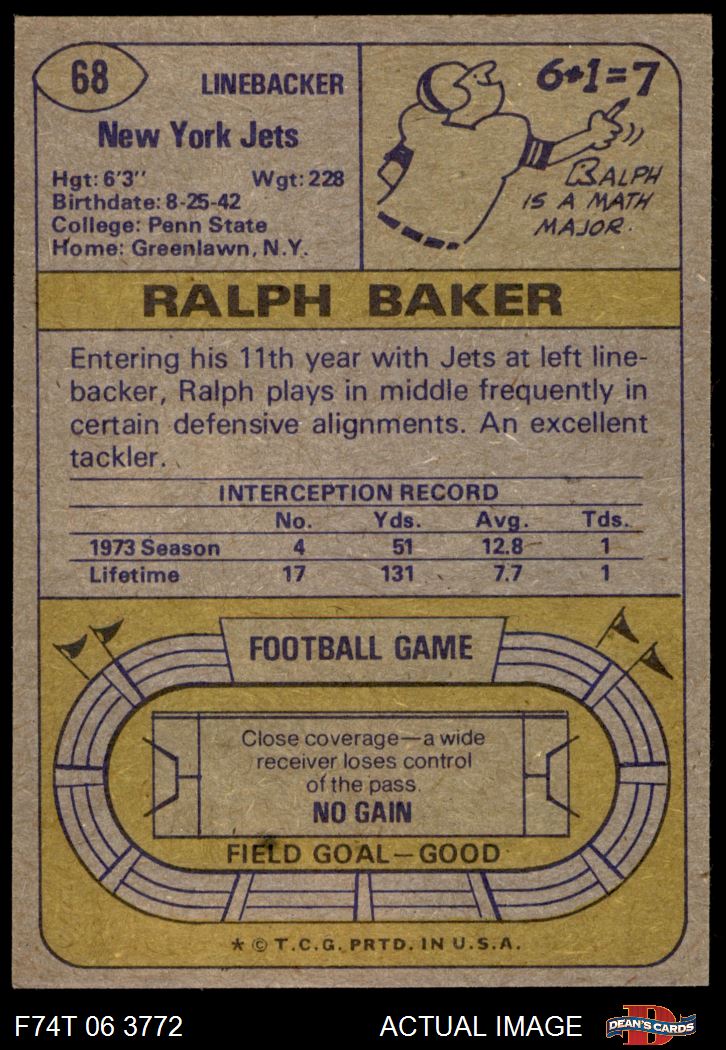 68
LINEBACKER
New York Jets
Hgt: 6'3" Wgt: 228
Birthdate: 8-25-42
College: Penn State
Home: Greenlawn, N.Y.
6+1=7
RALPH
IS A MATH
MAJOR.
RALPH BAKER
Entering his 11th year with Jets at left line-
backer, Ralph plays in middle frequently in
certain defensive alignments. An excellent
tackler.
INTERCEPTION RECORD
No. Yds. Avg. Tds.
1973 Season 4 51 12.8 1
Lifetime 17 131 7.7 1
FOOTBALL GAME
Close coverage—a wide
receiver loses control
of the pass.
NO GAIN
FIELD GOAL—GOOD
* © T.C.G. PRTD. IN U.S.A.
F74T 06 3772 ACTUAL IMAGE
D
DEAN'S CARDS